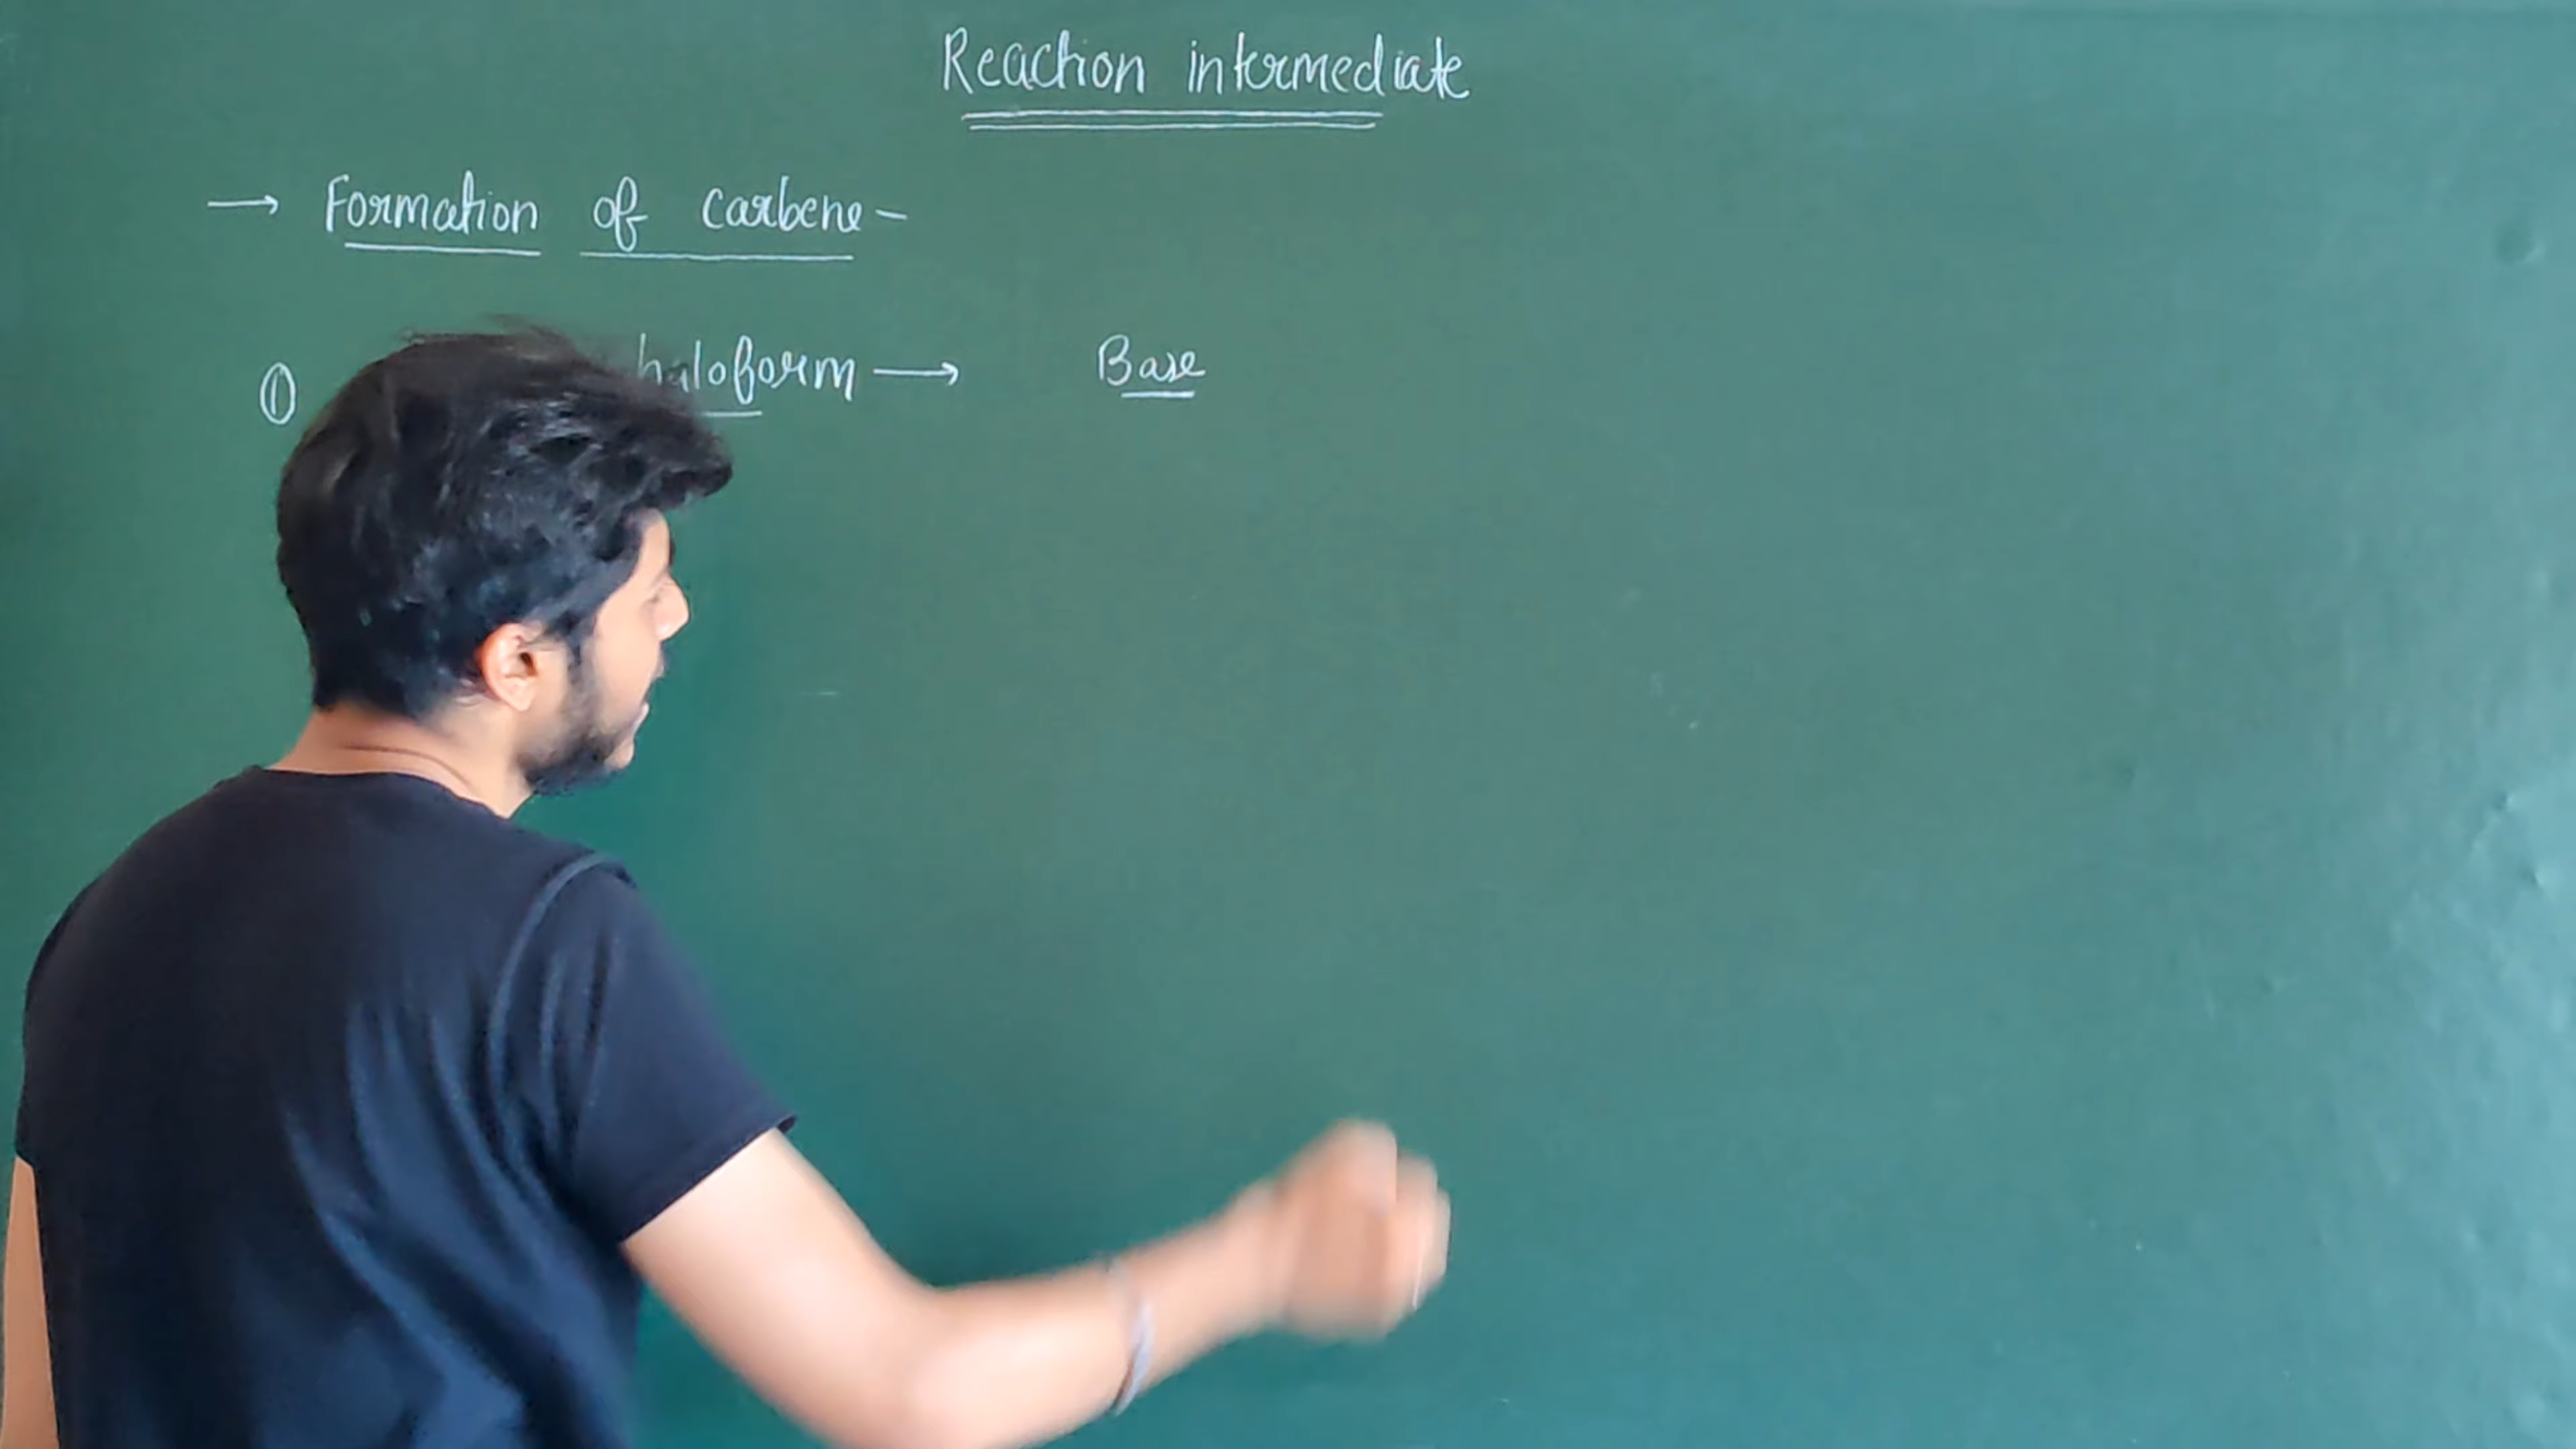 Reaction intermediate
→ Formation of carbene -
① haloform → Base